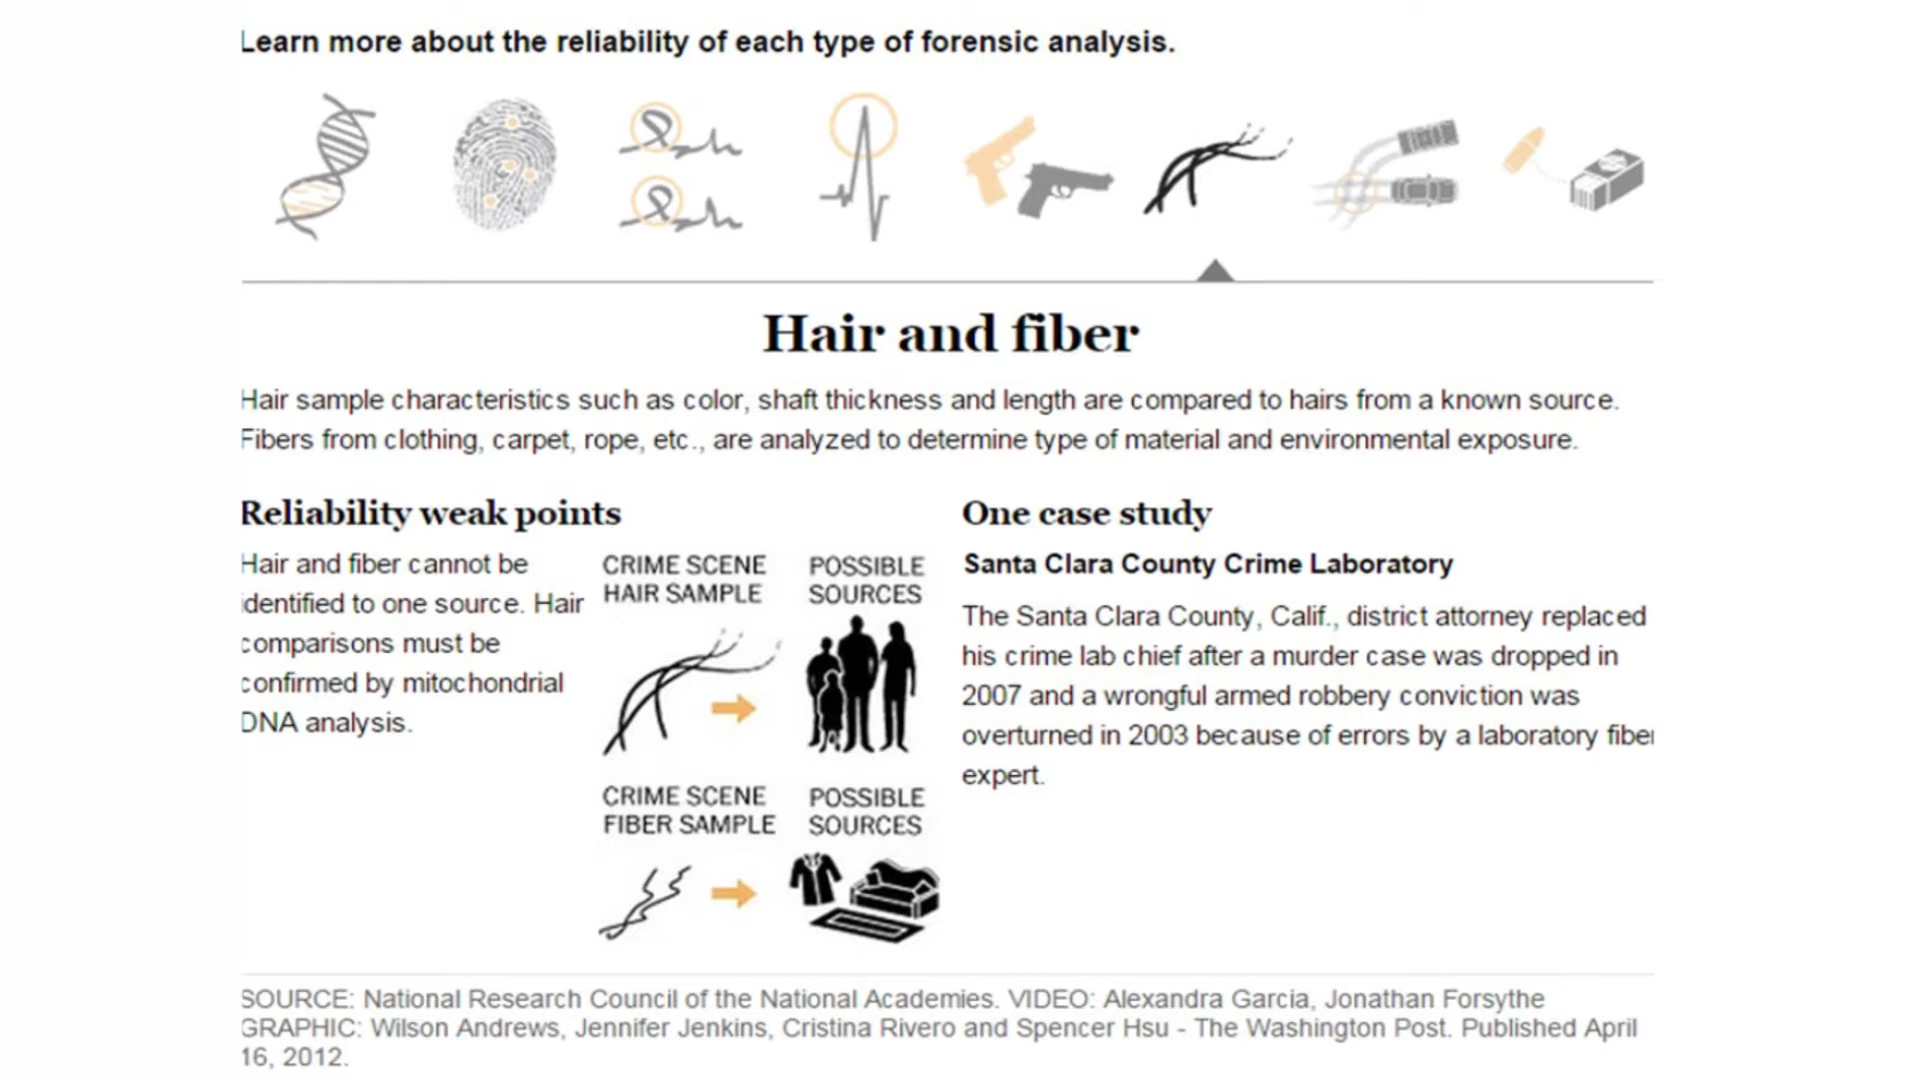 Learn more about the reliability of each type of forensic analysis.
Hair and fiber
Hair sample characteristics such as color, shaft thickness and length are compared to hairs from a known source.
Fibers from clothing, carpet, rope, etc., are analyzed to determine type of material and environmental exposure.
Reliability weak points
Hair and fiber cannot be
identified to one source. Hair
comparisons must be
confirmed by mitochondrial
DNA analysis.
CRIME SCENE
HAIR SAMPLE
POSSIBLE
SOURCES
CRIME SCENE
FIBER SAMPLE
POSSIBLE
SOURCES
One case study
Santa Clara County Crime Laboratory
The Santa Clara County, Calif., district attorney replaced
his crime lab chief after a murder case was dropped in
2007 and a wrongful armed robbery conviction was
overturned in 2003 because of errors by a laboratory fiber
expert.
SOURCE: National Research Council of the National Academies. VIDEO: Alexandra Garcia, Jonathan Forsythe
GRAPHIC: Wilson Andrews, Jennifer Jenkins, Cristina Rivero and Spencer Hsu - The Washington Post. Published April
16, 2012.